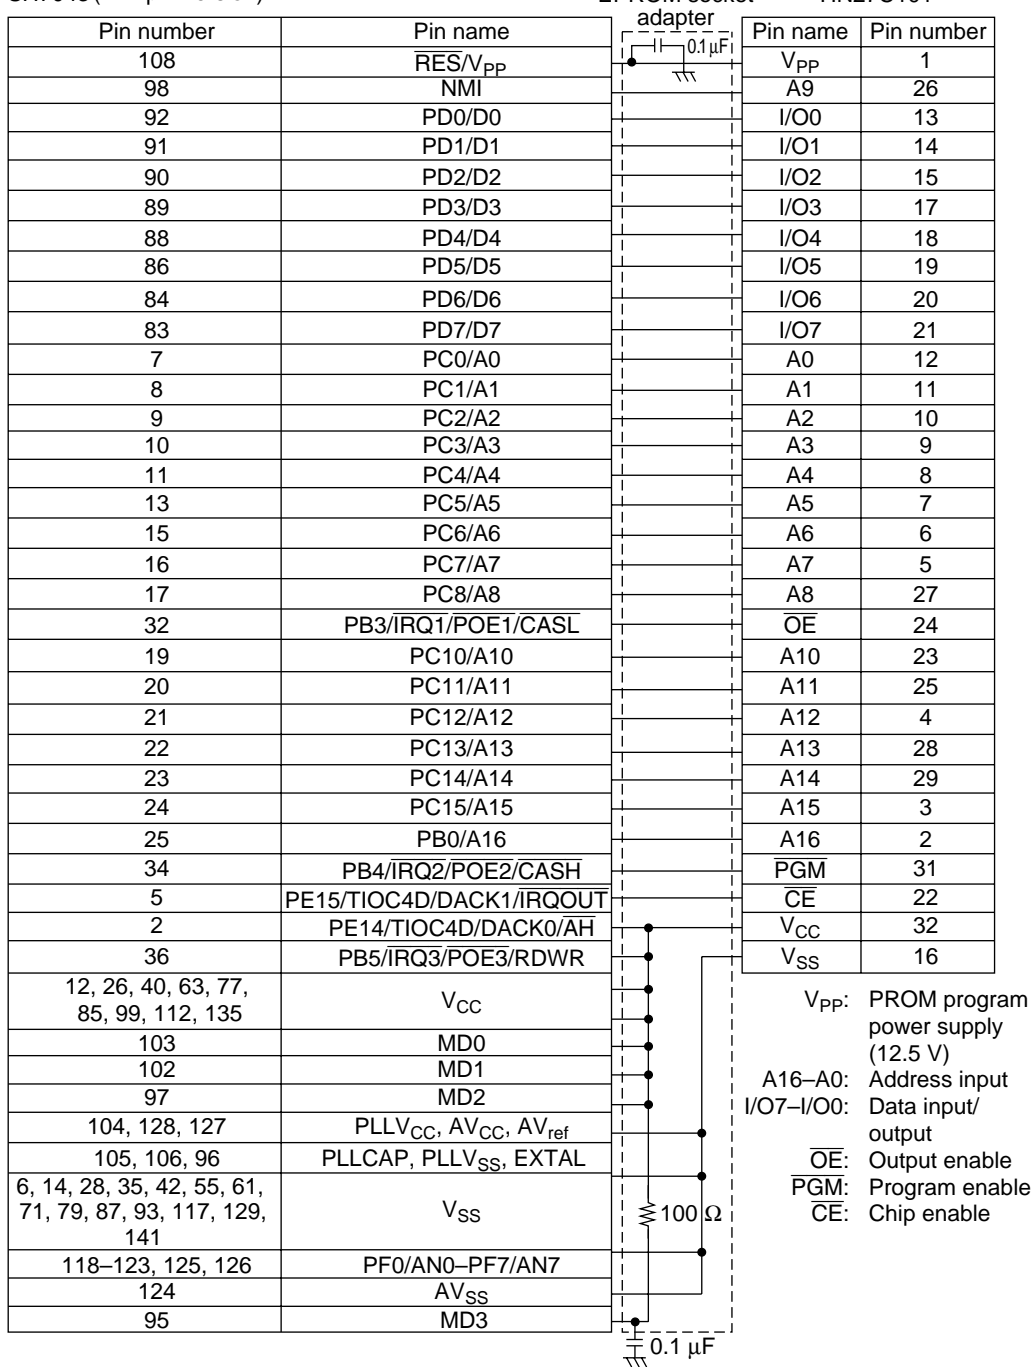 adapter
Pin number Pin name Pin name Pin number
0.1 μF
108 RES/VPP VPP 1
98 NMI A9 26
92 PD0/D0 I/O0 13
91 PD1/D1 I/O1 14
90 PD2/D2 I/O2 15
89 PD3/D3 I/O3 17
88 PD4/D4 I/O4 18
86 PD5/D5 I/O5 19
84 PD6/D6 I/O6 20
83 PD7/D7 I/O7 21
7 PC0/A0 A0 12
8 PC1/A1 A1 11
9 PC2/A2 A2 10
10 PC3/A3 A3 9
11 PC4/A4 A4 8
13 PC5/A5 A5 7
15 PC6/A6 A6 6
16 PC7/A7 A7 5
17 PC8/A8 A8 27
32 PB3/IRQ1/POE1/CASL OE 24
19 PC10/A10 A10 23
20 PC11/A11 A11 25
21 PC12/A12 A12 4
22 PC13/A13 A13 28
23 PC14/A14 A14 29
24 PC15/A15 A15 3
25 PB0/A16 A16 2
34 PB4/IRQ2/POE2/CASH PGM 31
5 PE15/TIOC4D/DACK1/IRQOUT CE 22
2 PE14/TIOC4D/DACK0/AH VCC 32
36 PB5/IRQ3/POE3/RDWR VSS 16
12, 26, 40, 63, 77,
85, 99, 112, 135 VCC
103 MD0
102 MD1
97 MD2
104, 128, 127 PLLVCC, AVCC, AVref
105, 106, 96 PLLCAP, PLLVSS, EXTAL
6, 14, 28, 35, 42, 55, 61,
71, 79, 87, 93, 117, 129,
141 VSS
100 Ω
118–123, 125, 126 PF0/AN0–PF7/AN7
124 AVSS
95 MD3
0.1 μF
VPP: PROM program
power supply
(12.5 V)
A16–A0: Address input
I/O7–I/O0: Data input/
output
OE: Output enable
PGM: Program enable
CE: Chip enable